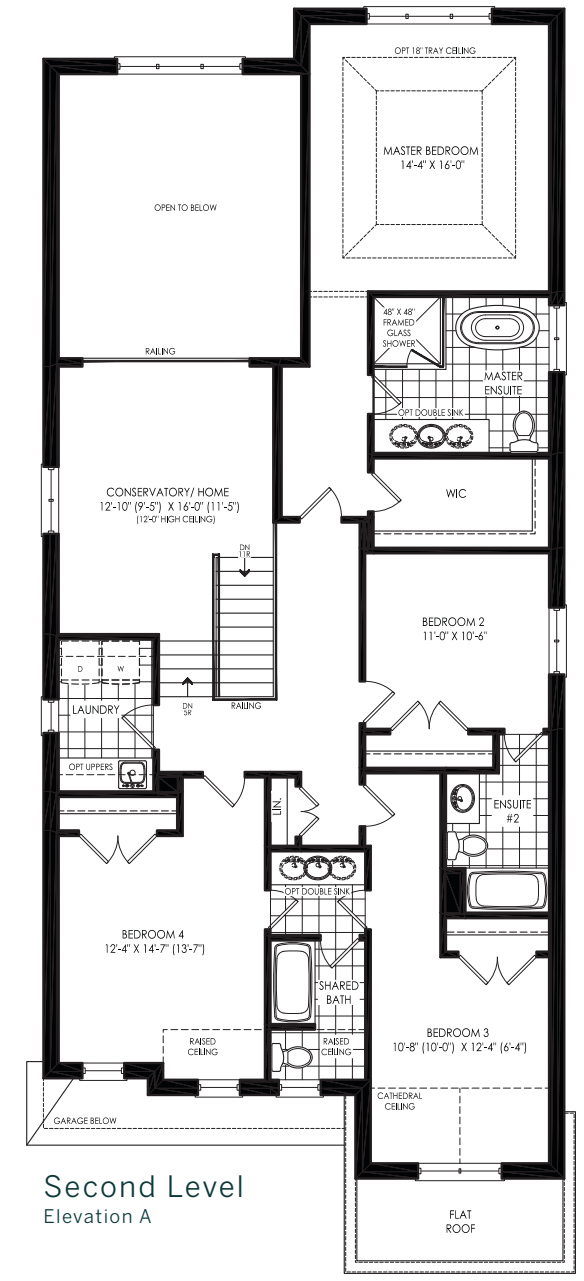 OPT 18" TRAY CEILING
MASTER BEDROOM
14'-4" X 16'-0"
OPEN TO BELOW
RAILING
48" X 48"
FRAMED
GLASS
SHOWER
MASTER
ENSUITE
OPT DOUBLE SINK
WIC
CONSERVATORY/ HOME
12'-10" (9'-5") X 16'-0" (11'-5")
(12'-0" HIGH CEILING)
DN
11R
BEDROOM 2
11'-0" X 10'-6"
D
W
LAUNDRY
DN
5R
RAILING
OPT UPPERS
LIN.
ENSUITE
#2
OPT DOUBLE SINK
BEDROOM 4
12'-4" X 14'-7" (13'-7")
SHARED
BATH
RAISED
CEILING
RAISED
CEILING
BEDROOM 3
10'-8" (10'-0") X 12'-4" (6'-4")
CATHEDRAL
CEILING
GARAGE BELOW
Second Level
Elevation A
FLAT
ROOF